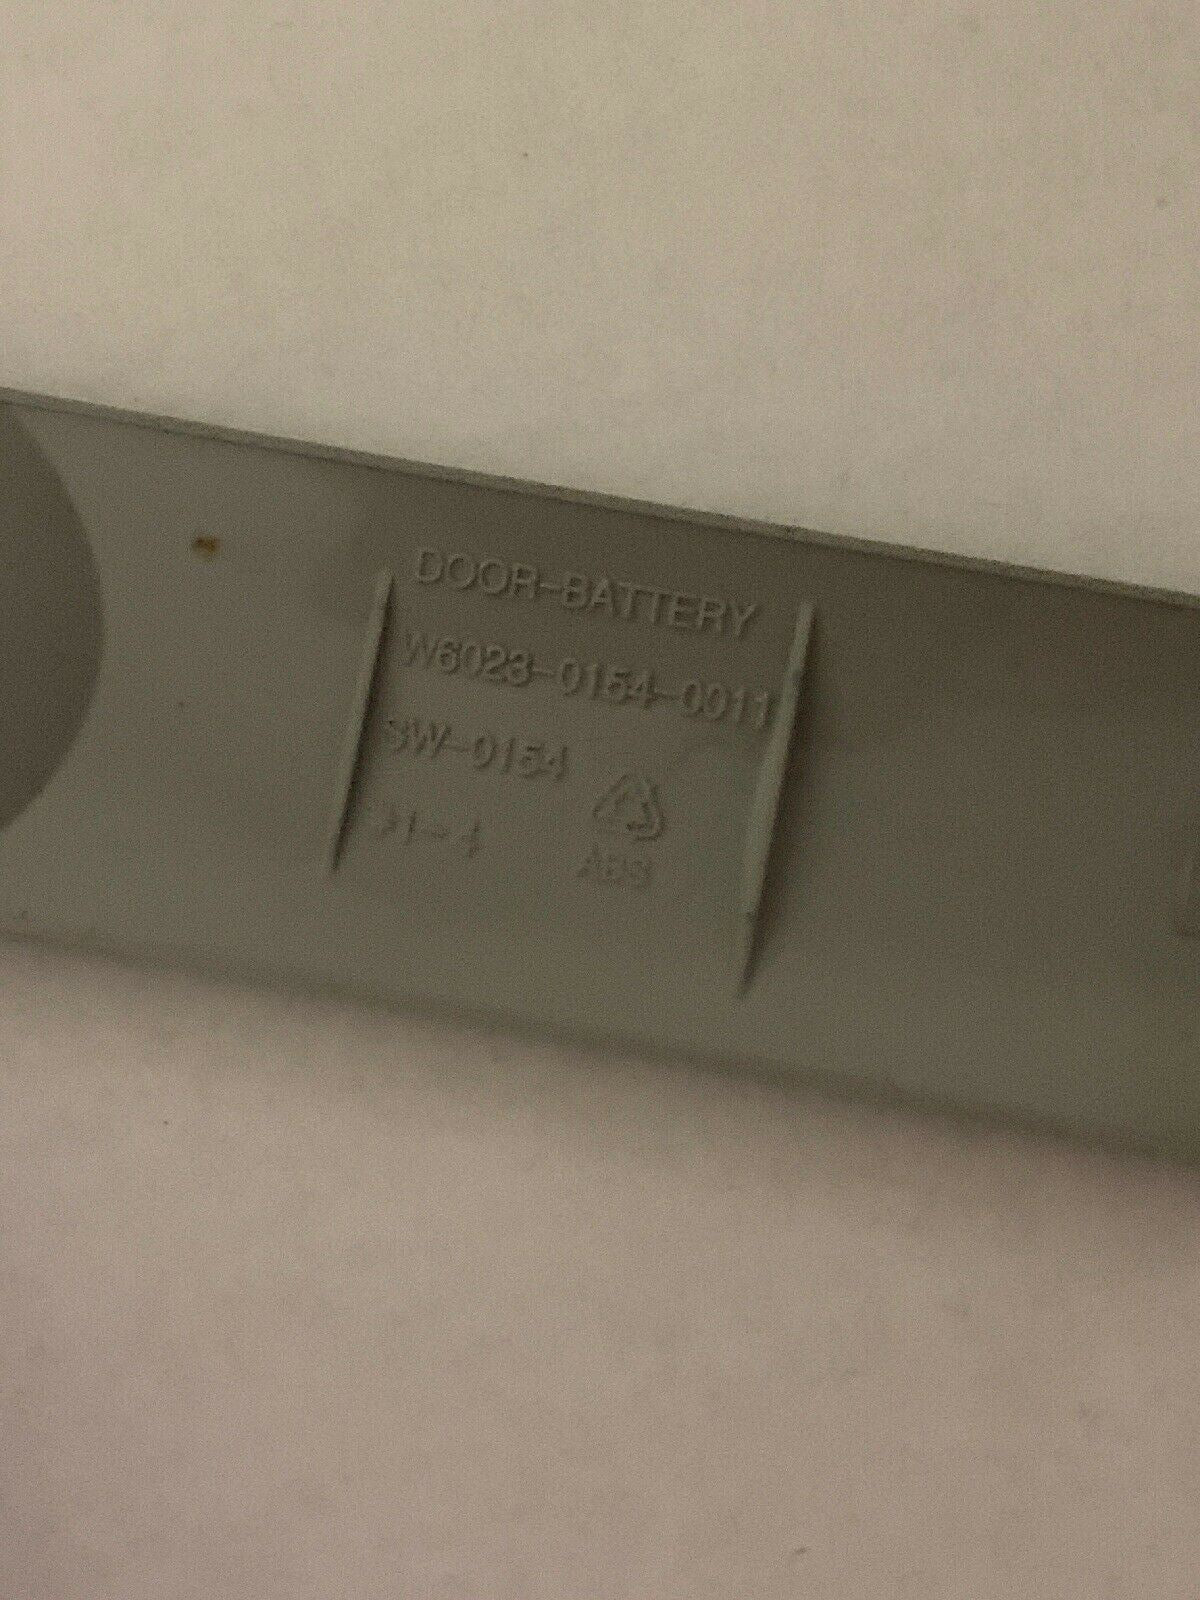 DOOR-BATTERY
W6023-0154-0011
SW-0154
ABS